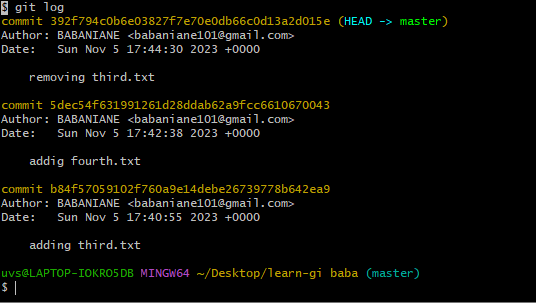 $ git log
commit 392f794c0b6e03827f7e70e0db66c0d13a2d015e (HEAD -> master)
Author: BABANIANE <babaniane101@gmail.com>
Date:   Sun Nov 5 17:44:30 2023 +0000
removing third.txt
commit 5dec54f631991261d28ddab62a9fcc6610670043
Author: BABANIANE <babaniane101@gmail.com>
Date:   Sun Nov 5 17:42:38 2023 +0000
addig fourth.txt
commit b84f57059102f760a9e14debe26739778b642ea9
Author: BABANIANE <babaniane101@gmail.com>
Date:   Sun Nov 5 17:40:55 2023 +0000
adding third.txt
uvs@LAPTOP-IOKRO5DB MINGW64 ~/Desktop/learn-gi baba (master)
$